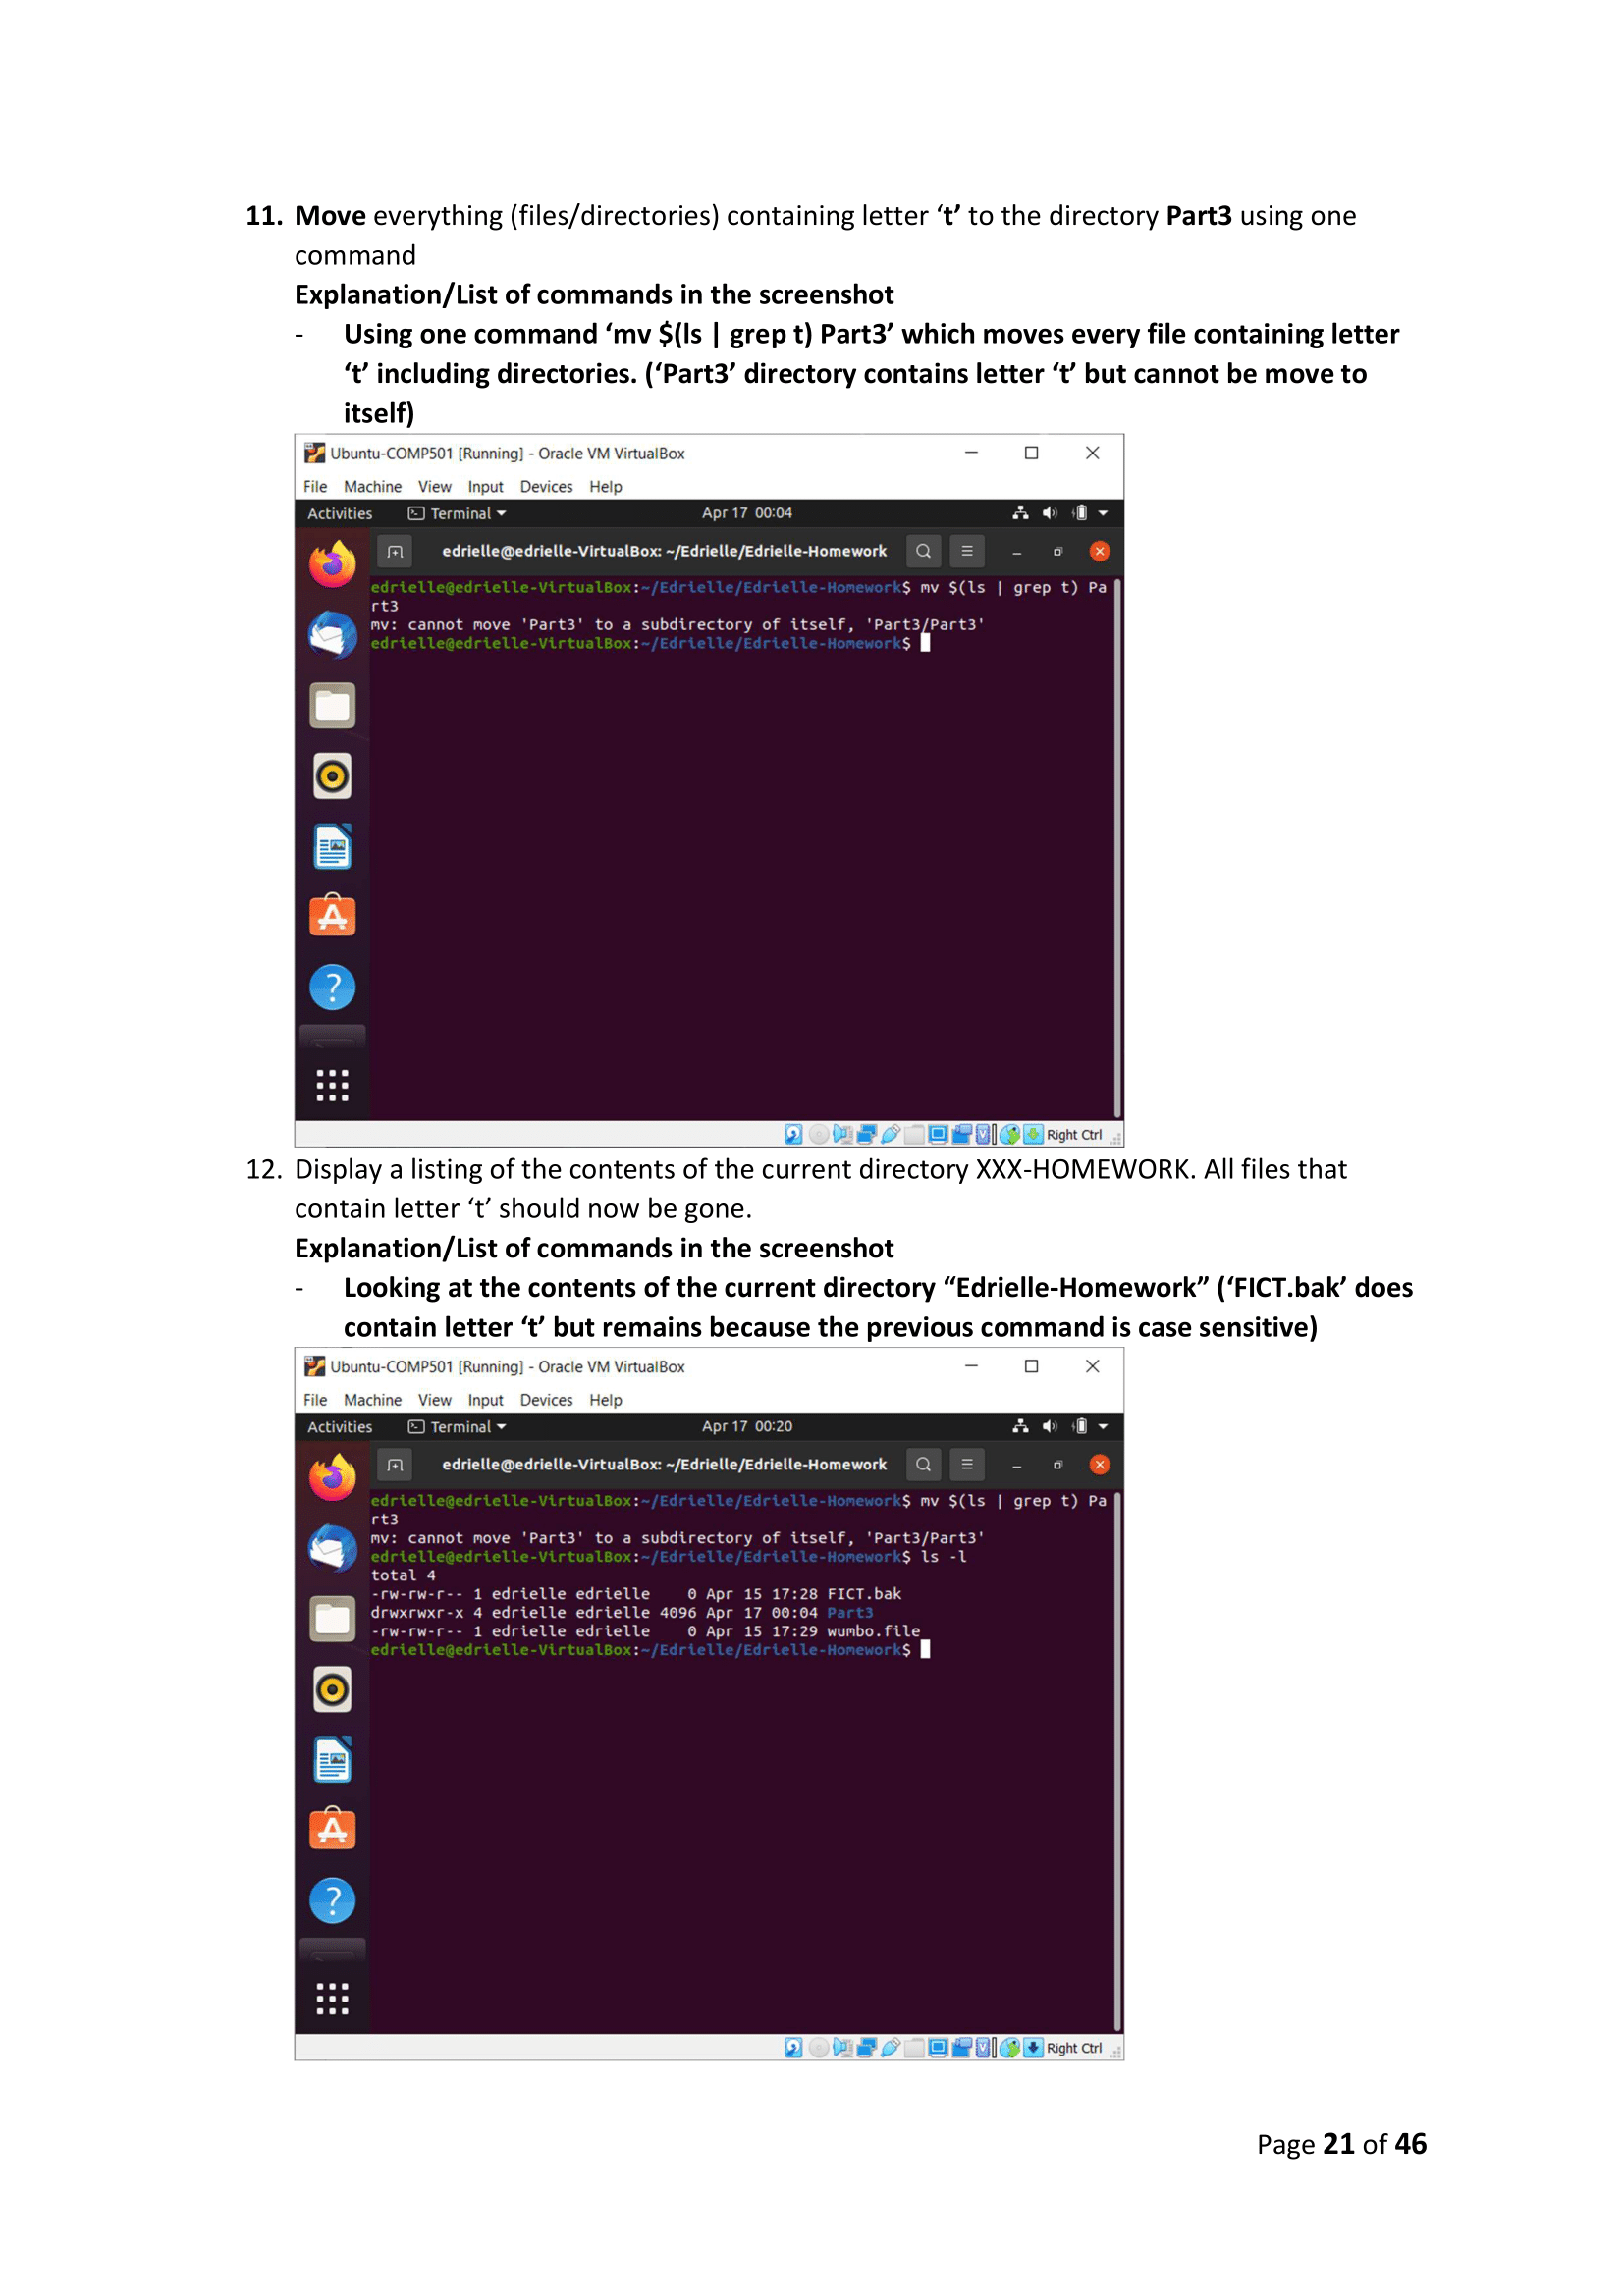 11. Move everything (files/directories) containing letter ‘t’ to the directory Part3 using one
command
Explanation/List of commands in the screenshot
- Using one command ‘mv $(ls | grep t) Part3’ which moves every file containing letter
‘t’ including directories. (‘Part3’ directory contains letter ‘t’ but cannot be move to
itself)
Ubuntu-COMP501 [Running] - Oracle VM VirtualBox
File Machine View Input Devices Help
Activities Terminal Apr 17 00:04
edrielle@edrielle-VirtualBox: ~/Edrielle/Edrielle-Homework
edrielle@edrielle-VirtualBox:~/Edrielle/Edrielle-Homework$ mv $(ls | grep t) Pa
rt3
mv: cannot move 'Part3' to a subdirectory of itself, 'Part3/Part3'
edrielle@edrielle-VirtualBox:~/Edrielle/Edrielle-Homework$
Right Ctrl
12. Display a listing of the contents of the current directory XXX-HOMEWORK. All files that
contain letter ‘t’ should now be gone.
Explanation/List of commands in the screenshot
- Looking at the contents of the current directory “Edrielle-Homework” (‘FICT.bak’ does
contain letter ‘t’ but remains because the previous command is case sensitive)
Ubuntu-COMP501 [Running] - Oracle VM VirtualBox
File Machine View Input Devices Help
Activities Terminal Apr 17 00:20
edrielle@edrielle-VirtualBox: ~/Edrielle/Edrielle-Homework
edrielle@edrielle-VirtualBox:~/Edrielle/Edrielle-Homework$ mv $(ls | grep t) Pa
rt3
mv: cannot move 'Part3' to a subdirectory of itself, 'Part3/Part3'
edrielle@edrielle-VirtualBox:~/Edrielle/Edrielle-Homework$ ls -l
total 4
-rw-rw-r-- 1 edrielle edrielle    0 Apr 15 17:28 FICT.bak
drwxrwxr-x 4 edrielle edrielle 4096 Apr 17 00:04 Part3
-rw-rw-r-- 1 edrielle edrielle    0 Apr 15 17:29 wumbo.file
edrielle@edrielle-VirtualBox:~/Edrielle/Edrielle-Homework$
Right Ctrl
Page 21 of 46